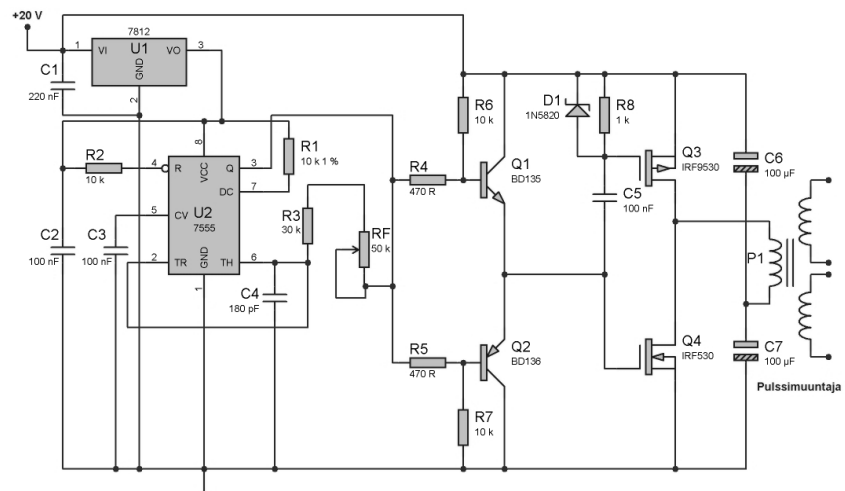 +20 V
7812
1
VI
U1
VO
3
GND
2
C1
220 nF
R6
10 k
D1
1N5820
R8
1 k
Q3
IRF9530
C6
100 µF
R2
10 k
4
R
8
VCC
Q
3
R1
10 k 1 %
DC
7
U2
7555
R4
470 R
Q1
BD135
C5
100 nF
5
CV
R3
30 k
RF
50 k
C2
100 nF
C3
100 nF
2
TR
GND
TH
6
1
C4
180 pF
P1
R5
470 R
Q2
BD136
Q4
IRF530
C7
100 µF
R7
10 k
Pulssimuuntaja